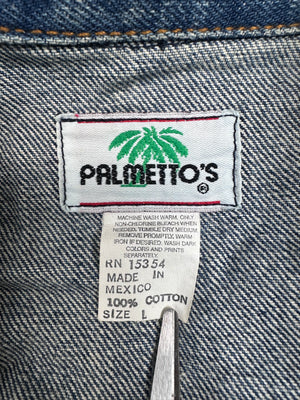 PALMETTO'S ®
MACHINE WASH WARM, ONLY
NON-CHLORINE BLEACH WHEN
NEEDED. TUMBLE DRY MEDIUM
REMOVE PROMPTLY. WARM
IRON IF DESIRED. WASH DARK
COLORS AND PRINTS
SEPARATELY.
RN 15354
MADE IN
MEXICO
100% COTTON
SIZE L